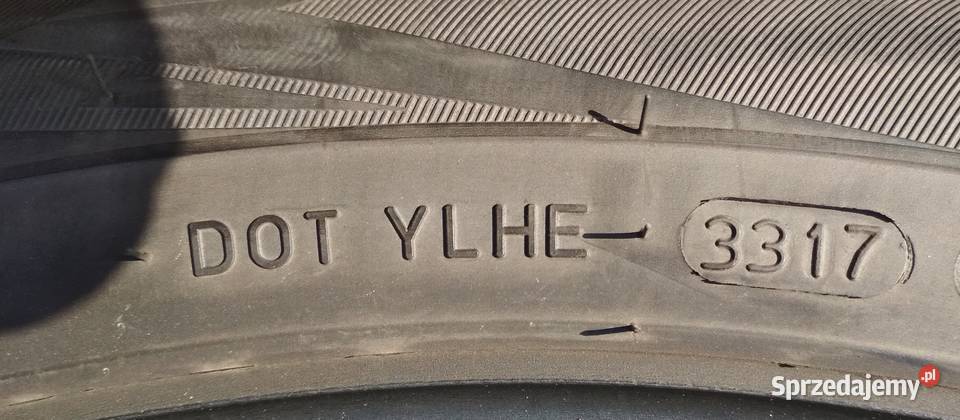 DOT YLHE 3317
Sprzedajemy.pl